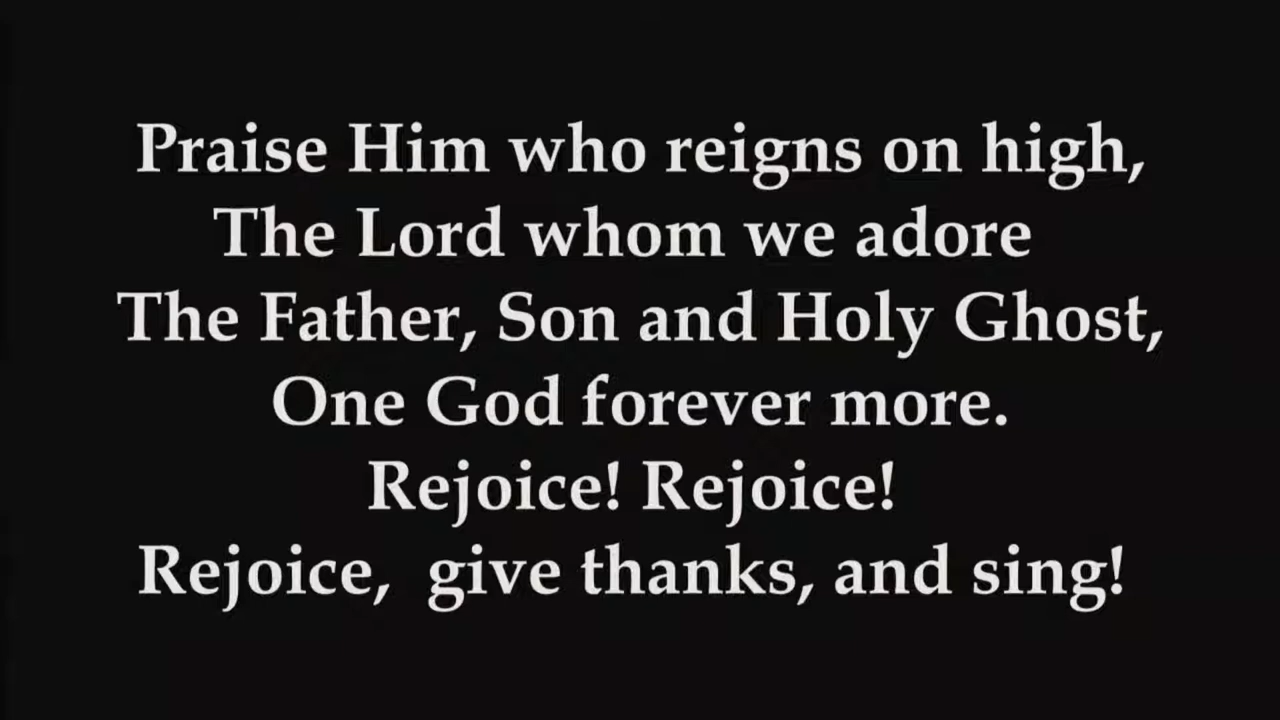 Praise Him who reigns on high,
The Lord whom we adore
The Father, Son and Holy Ghost,
One God forever more.
Rejoice! Rejoice!
Rejoice,  give thanks, and sing!